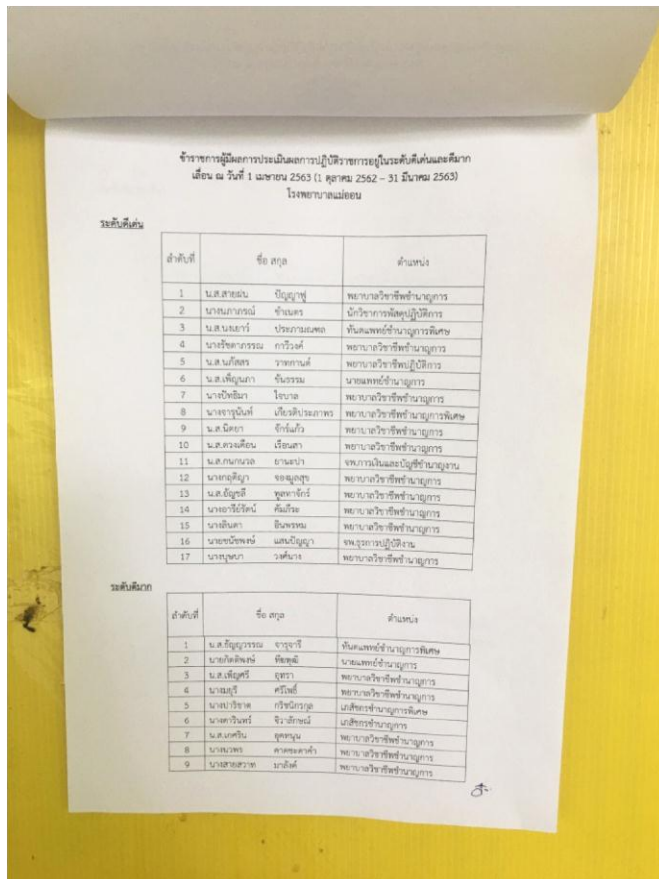 ข้าราชการผู้มีผลการประเมินผลการปฏิบัติราชการอยู่ในระดับดีเด่นและดีมาก
เลื่อน ณ วันที่ 1 เมษายน 2563 (1 ตุลาคม 2562 – 31 มีนาคม 2563)
โรงพยาบาลแม่ออน
ระดับดีเด่น
ลำดับที่ ชื่อ สกุล ตำแหน่ง
1 น.ส.สายฝน ปัญญาฟู พยาบาลวิชาชีพชำนาญการ
2 นางนภาภรณ์ ชำเนตร นักวิชาการพัสดุปฏิบัติการ
3 น.ส.นงเยาว์ ประภามณฑล ทันตแพทย์ชำนาญการพิเศษ
4 นางรัชดาภรรณ การีวงค์ พยาบาลวิชาชีพชำนาญการ
5 น.ส.นภัสสร วาทกานต์ พยาบาลวิชาชีพปฏิบัติการ
6 น.ส.เพ็ญนภา ขันธรรม นายแพทย์ชำนาญการ
7 นางปัทธิมา ใจบาล พยาบาลวิชาชีพชำนาญการ
8 นางจารุนันท์ เกียรติประภาพร พยาบาลวิชาชีพชำนาญการพิเศษ
9 น.ส.นิตยา จักร์แก้ว พยาบาลวิชาชีพชำนาญการ
10 น.ส.ดวงเดือน เรือนสา พยาบาลวิชาชีพชำนาญการ
11 น.ส.กนกนวล ยานะปา จพ.การเงินและบัญชีชำนาญงาน
12 นางกฤติญา จองมูลสุข พยาบาลวิชาชีพชำนาญการ
13 น.ส.อัญชลี พูลทาจักร์ พยาบาลวิชาชีพชำนาญการ
14 นางอารีย์รัตน์ คัมภีระ พยาบาลวิชาชีพชำนาญการ
15 นางลินดา อินพรหม พยาบาลวิชาชีพชำนาญการ
16 นายชนัชพงษ์ แสนปัญญา จพ.ธุรการปฏิบัติงาน
17 นางบุษบา วงศ์นาง พยาบาลวิชาชีพชำนาญการ
ระดับดีมาก
ลำดับที่ ชื่อ สกุล ตำแหน่ง
1 น.ส.ธัญญวรรณ จารุจารี ทันตแพทย์ชำนาญการพิเศษ
2 นายกิตติพงษ์ ทีฆพุฒิ นายแพทย์ชำนาญการ
3 น.ส.เพ็ญศรี อุทรา พยาบาลวิชาชีพชำนาญการ
4 นางมยุรี ศรีโพธิ์ พยาบาลวิชาชีพชำนาญการ
5 นางปาริชาต กริชนิกรกุล เภสัชกรชำนาญการพิเศษ
6 นางดารินทร์ จิวาลักษณ์ เภสัชกรชำนาญการ
7 น.ส.เกศริน อุดหนุน พยาบาลวิชาชีพชำนาญการ
8 นางนวพร คาดซะดาคำ พยาบาลวิชาชีพชำนาญการ
9 นางสายสวาท มาลังค์ พยาบาลวิชาชีพชำนาญการ